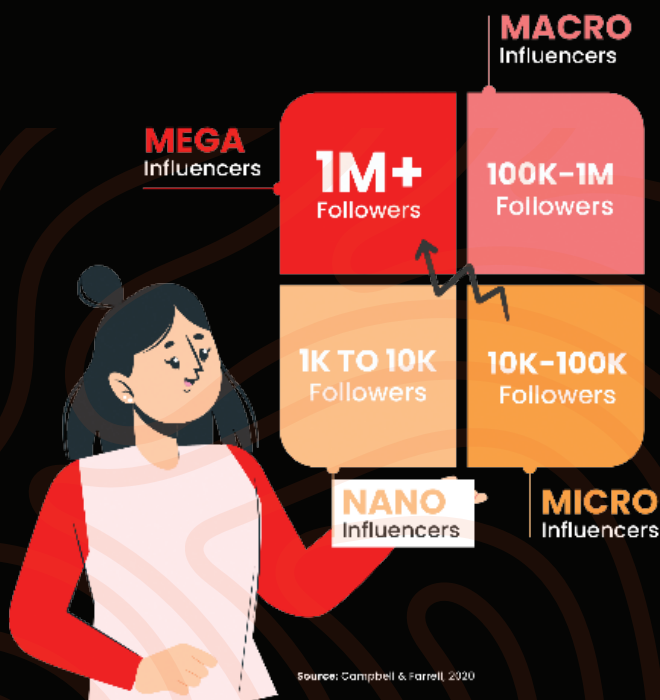 MACRO
Influencers
MEGA
Influencers
1M+
Followers
100K-1M
Followers
1K TO 10K
Followers
10K-100K
Followers
NANO
Influencers
MICRO
Influencers
Source: Campbell & Farrell, 2020